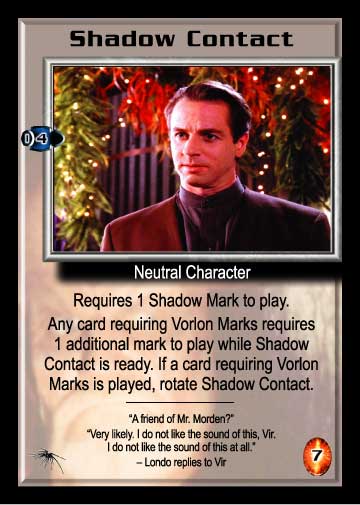 Shadow Contact
0 4
Neutral Character
Requires 1 Shadow Mark to play.
Any card requiring Vorlon Marks requires
1 additional mark to play while Shadow
Contact is ready. If a card requiring Vorlon
Marks is played, rotate Shadow Contact.
“A friend of Mr. Morden?”
“Very likely. I do not like the sound of this, Vir.
I do not like the sound of this at all.”
– Londo replies to Vir
7